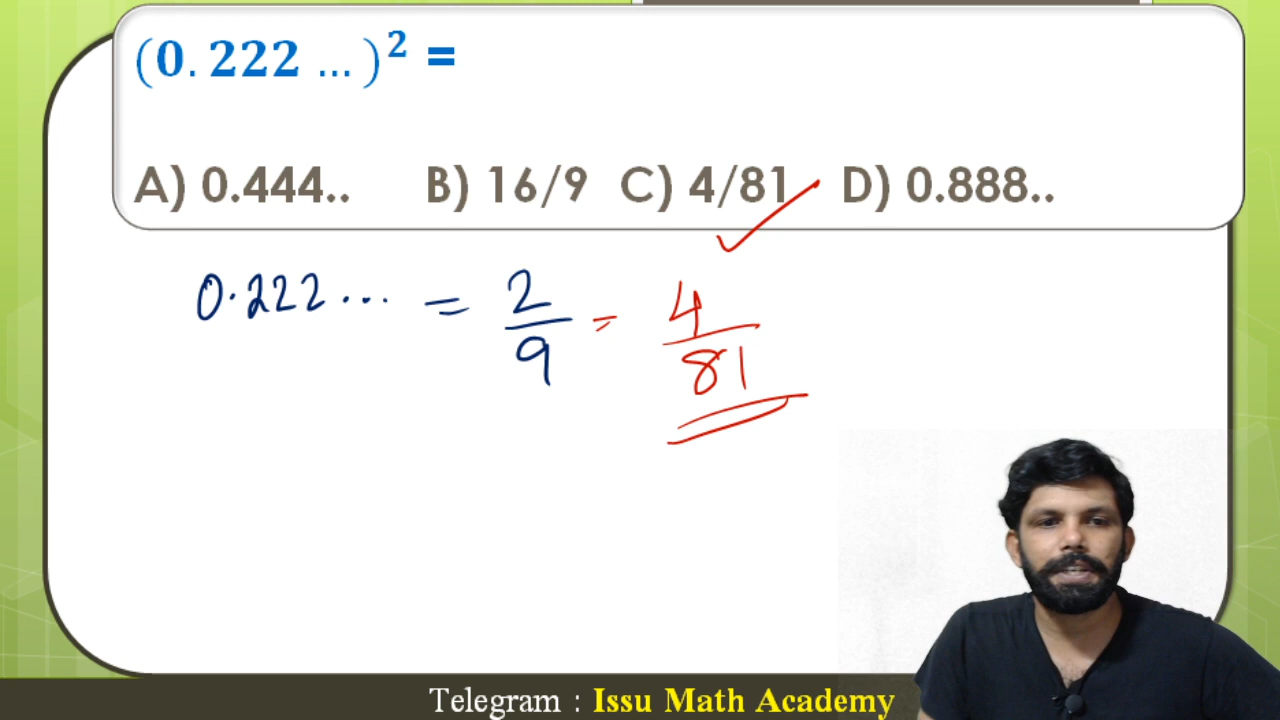 (0.222 ...)² =
A) 0.444.. B) 16/9 C) 4/81 D) 0.888..
0.222... = 2/9 = 4/81
Telegram : Issu Math Academy